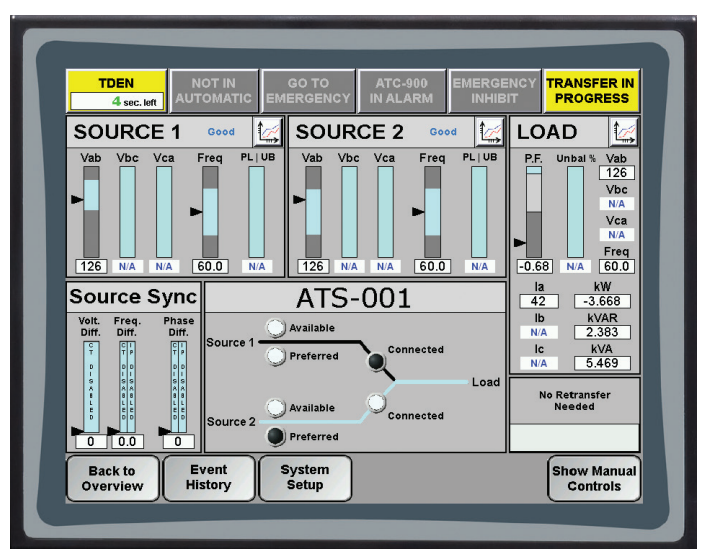 TDEN
4 sec. left
NOT IN
AUTOMATIC
GO TO
EMERGENCY
ATC-900
IN ALARM
EMERGENCY
INHIBIT
TRANSFER IN
PROGRESS
SOURCE 1 Good
Vab Vbc Vca Freq PL | UB
126 N/A N/A 60.0 N/A
SOURCE 2 Good
Vab Vbc Vca Freq PL | UB
126 N/A N/A 60.0 N/A
LOAD
P.F. Unbal % Vab
126
Vbc
N/A
Vca
N/A
Freq
-0.68 N/A 60.0
Ia kW
42 -3.668
Ib kVAR
N/A 2.383
Ic kVA
N/A 5.469
Source Sync
Volt. Diff. Freq. Diff. Phase Diff.
CT DISABLED
CT DISABLED
IP DISABLED
CT DISABLED
IP DISABLED
0 0.0 0
ATS-001
Available
Source 1
Preferred
Connected
Load
Available
Connected
Source 2
Preferred
No Retransfer
Needed
Back to
Overview
Event
History
System
Setup
Show Manual
Controls